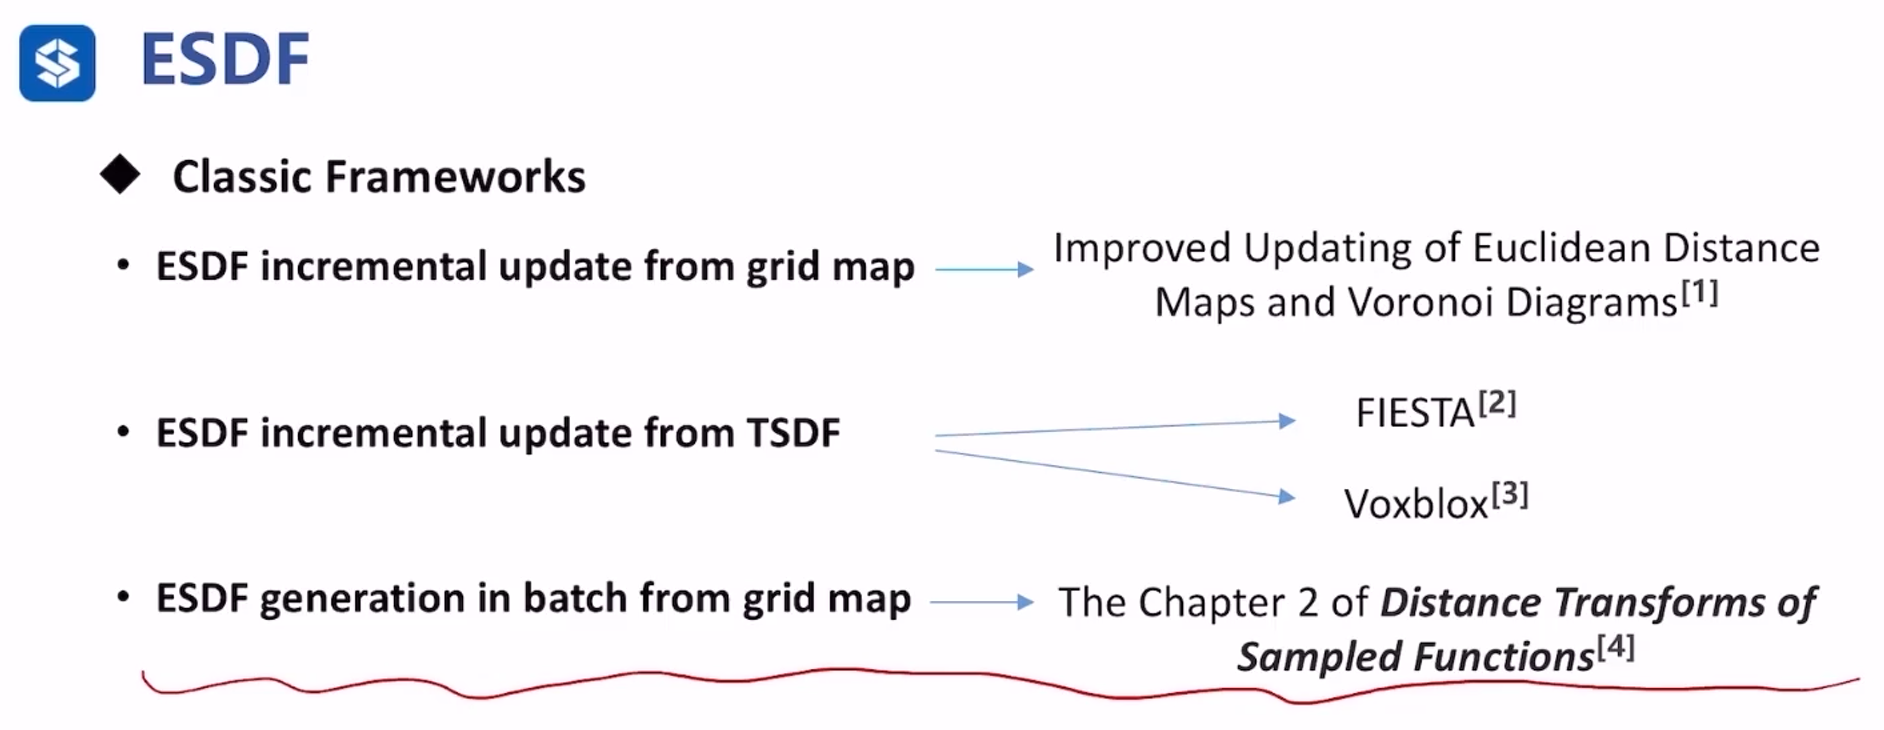 ESDF
Classic Frameworks
• ESDF incremental update from grid map
Improved Updating of Euclidean Distance
Maps and Voronoi Diagrams[1]
• ESDF incremental update from TSDF
FIESTA[2]
Voxblox[3]
• ESDF generation in batch from grid map
The Chapter 2 of Distance Transforms of
Sampled Functions[4]